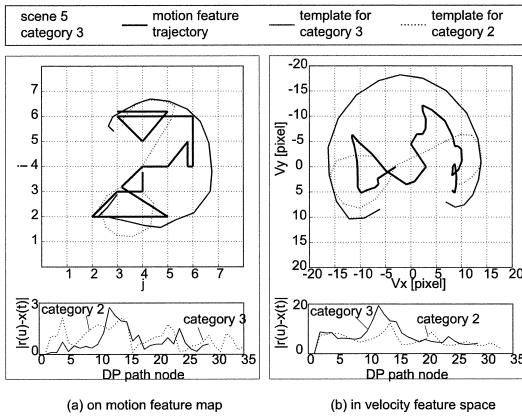 scene 5
category 3
motion feature
trajectory
template for
category 3
template for
category 2
7
6
5
i 4
3
2
1
1 2 3 4 5 6 7
j
-20
-15
-10
-5
Vy [pixel]
0
5
10
15
20
-20 -15 -10 -5 0 5 10 15 20
Vx [pixel]
|r(u)-x(t)|
3
0
category 2
category 3
0 5 10 15 20 25 30 35
DP path node
|r(u)-x(t)|
20
0
category 3
category 2
0 5 10 15 20 25 30 35
DP path node
(a) on motion feature map
(b) in velocity feature space